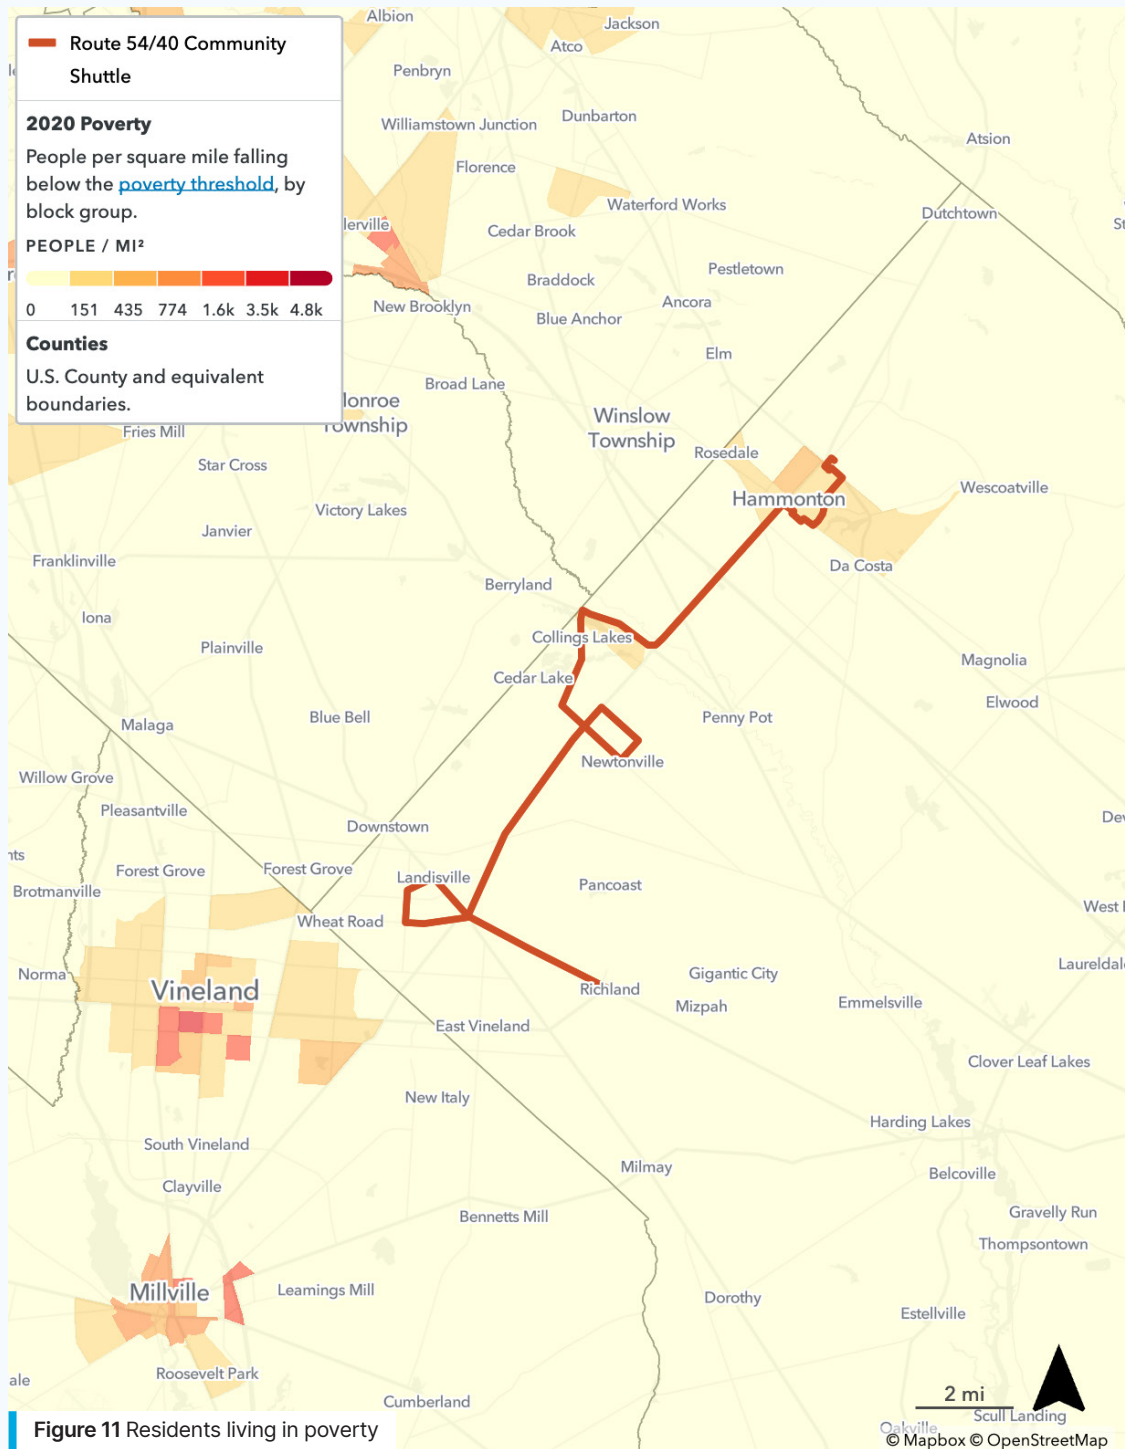 Route 54/40 Community
Shuttle
2020 Poverty
People per square mile falling
below the poverty threshold, by
block group.
PEOPLE / MI²
0 151 435 774 1.6k 3.5k 4.8k
Counties
U.S. County and equivalent
boundaries.
Albion
Jackson
Atco
Penbryn
Dunbarton
Williamstown Junction
Atsion
Florence
Waterford Works
Dutchtown
lerville
Cedar Brook
Pestletown
Braddock
Ancora
New Brooklyn
Blue Anchor
Elm
Broad Lane
onroe
Township
Winslow
Township
Fries Mill
Rosedale
Star Cross
Hammonton
Wescoatville
Victory Lakes
Janvier
Franklinville
Da Costa
Berryland
Iona
Collings Lakes
Plainville
Magnolia
Cedar Lake
Elwood
Blue Bell
Penny Pot
Malaga
Newtonville
Willow Grove
Pleasantville
Downstown
Forest Grove
Forest Grove
Landisville
Pancoast
Brotmanville
Wheat Road
West
Norma
Laureldal
Gigantic City
Vineland
Richland
Mizpah
Emmelsville
East Vineland
Clover Leaf Lakes
New Italy
Harding Lakes
South Vineland
Milmay
Belcoville
Clayville
Bennetts Mill
Gravelly Run
Thompsontown
Millville
Leamings Mill
Dorothy
Estellville
Roosevelt Park
ale
2 mi
Cumberland
Scull Landing
Oakville
Figure 11 Residents living in poverty
© Mapbox © OpenStreetMap